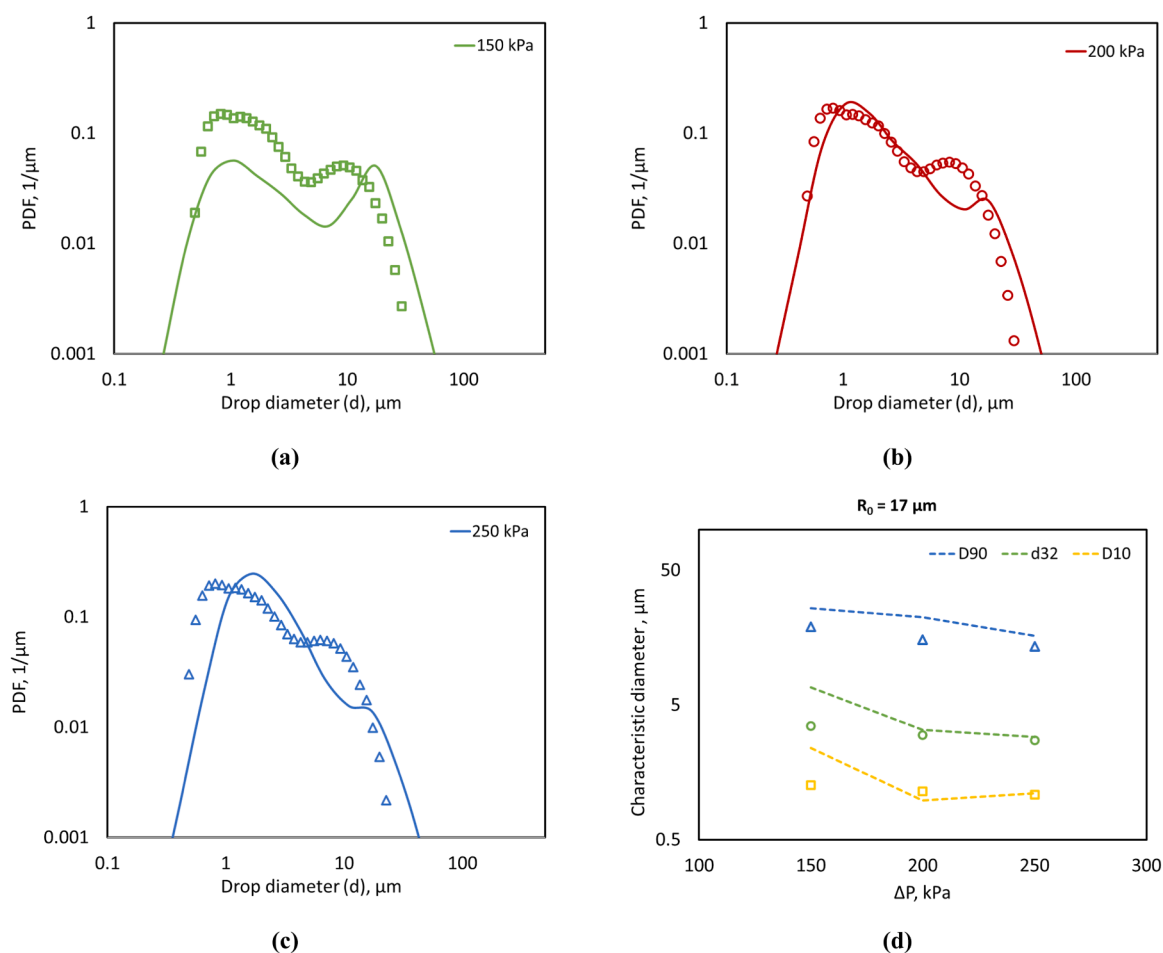 1
150 kPa
PDF, 1/µm
0.1
0.01
0.001
0.1
1
10
100
Drop diameter (d), µm
(a)
1
200 kPa
PDF, 1/µm
0.1
0.01
0.001
0.1
1
10
100
Drop diameter (d), µm
(b)
1
250 kPa
PDF, 1/µm
0.1
0.01
0.001
0.1
1
10
100
Drop diameter (d), µm
(c)
R₀ = 17 µm
D90
d32
D10
Characteristic diameter , µm
50
5
0.5
100
150
200
250
300
ΔP, kPa
(d)